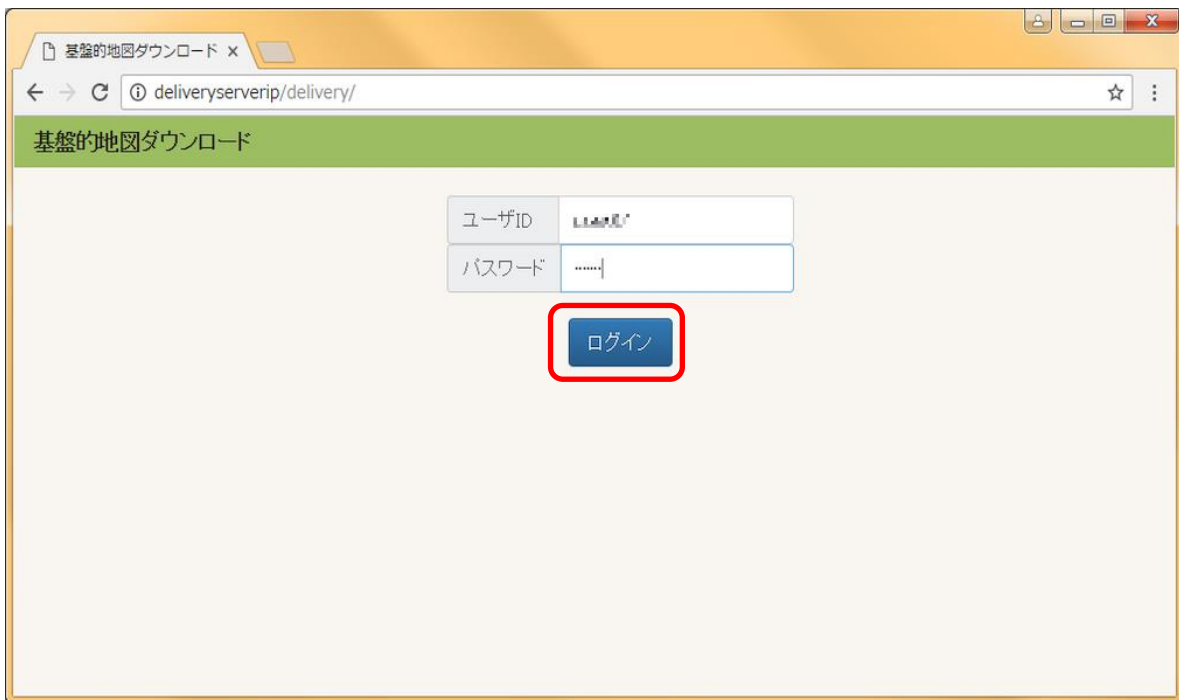 基盤的地図ダウンロード
deliveryserverip/delivery/
基盤的地図ダウンロード
ユーザID
パスワード
ログイン